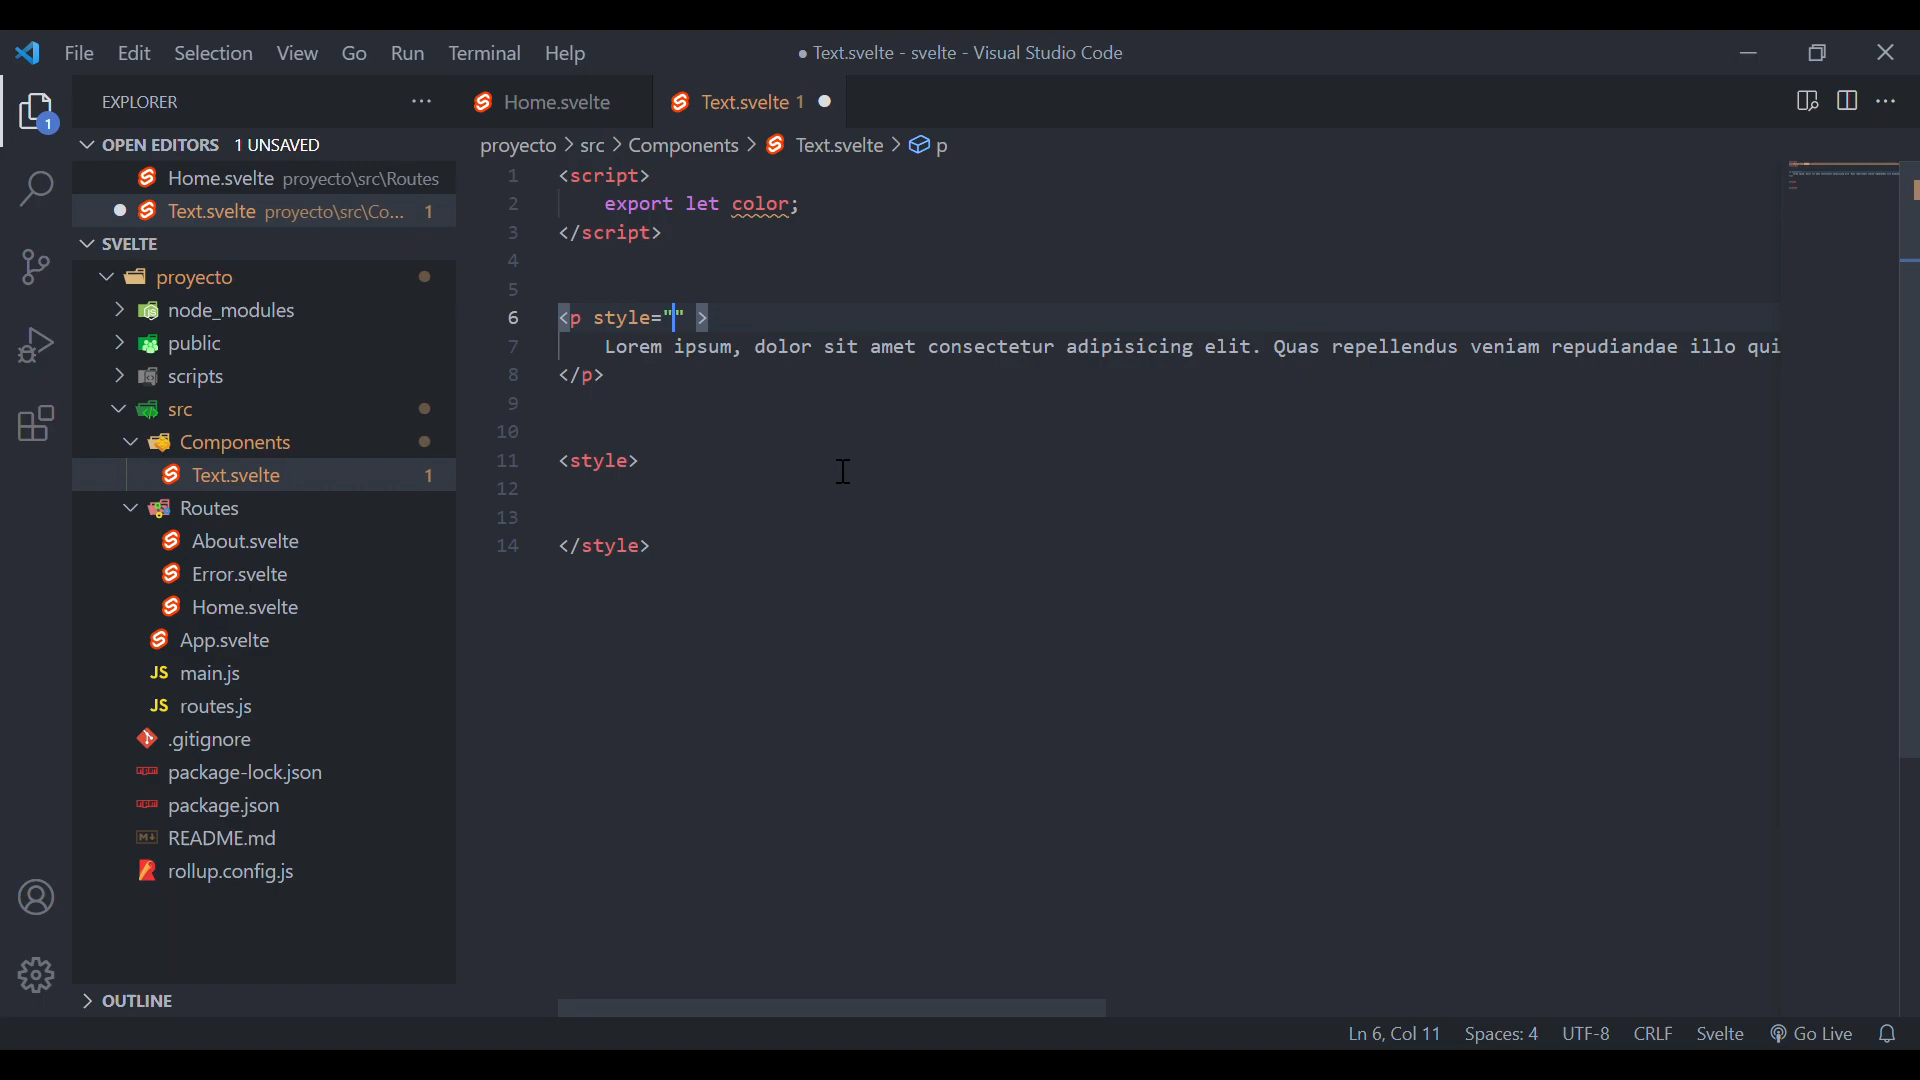 File Edit Selection View Go Run Terminal Help
● Text.svelte - svelte - Visual Studio Code
EXPLORER
Home.svelte
Text.svelte 1
OPEN EDITORS 1 UNSAVED
proyecto > src > Components > Text.svelte > p
Home.svelte proyecto\src\Routes
Text.svelte proyecto\src\Co... 1
SVELTE
proyecto
node_modules
public
scripts
src
Components
Text.svelte 1
Routes
About.svelte
Error.svelte
Home.svelte
App.svelte
JS main.js
JS routes.js
.gitignore
package-lock.json
package.json
README.md
rollup.config.js
OUTLINE
1
1 <script>
2 export let color;
3 </script>
4
5
6 <p style="" >
7 Lorem ipsum, dolor sit amet consectetur adipisicing elit. Quas repellendus veniam repudiandae illo qui
8 </p>
9
10
11 <style>
12
13
14 </style>
Ln 6, Col 11 Spaces: 4 UTF-8 CRLF Svelte Go Live